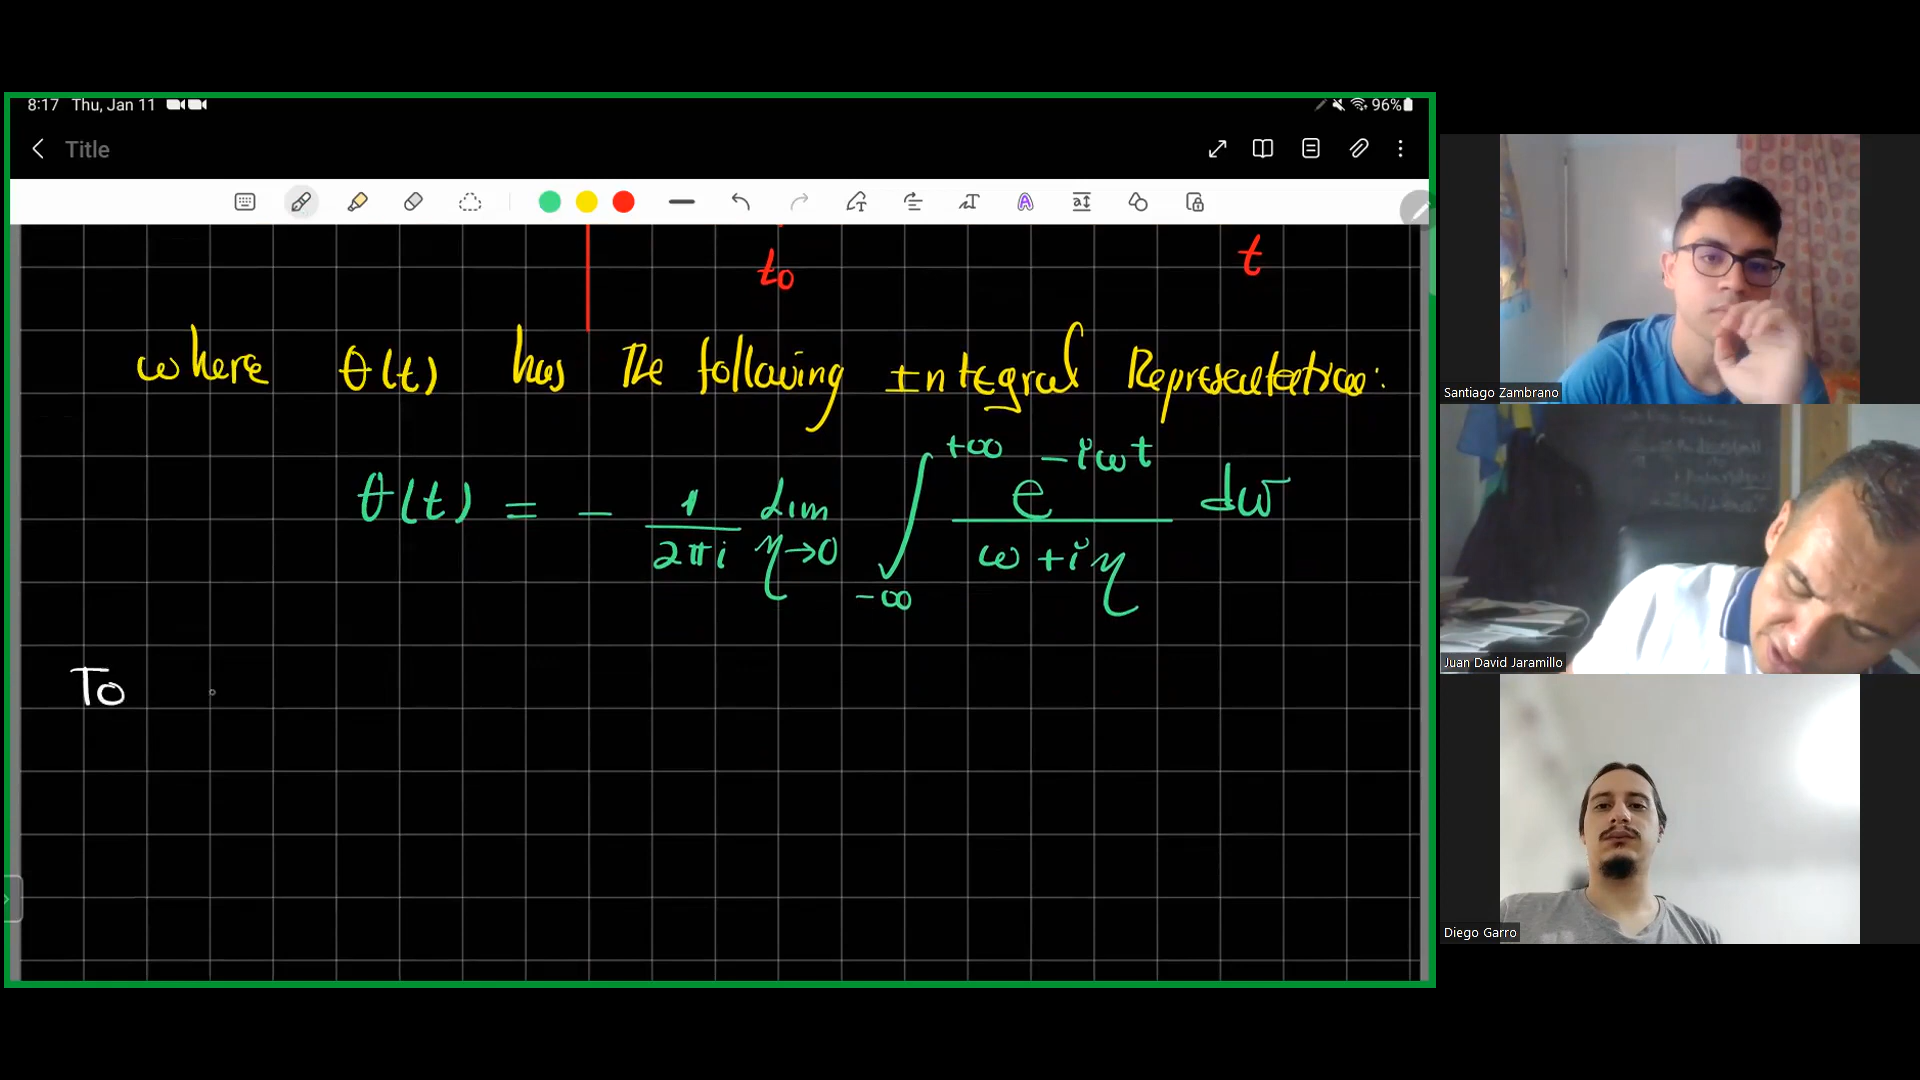 8:17 Thu, Jan 11 96%
Title
t₀ t
where θ(t) has The following Integral Representation:
θ(t) = - 1/2πi Lim η→0 ∫ -∞ +∞ e^-iωt / ω + iη dω
To
Santiago Zambrano
Juan David Jaramillo
Diego Garro